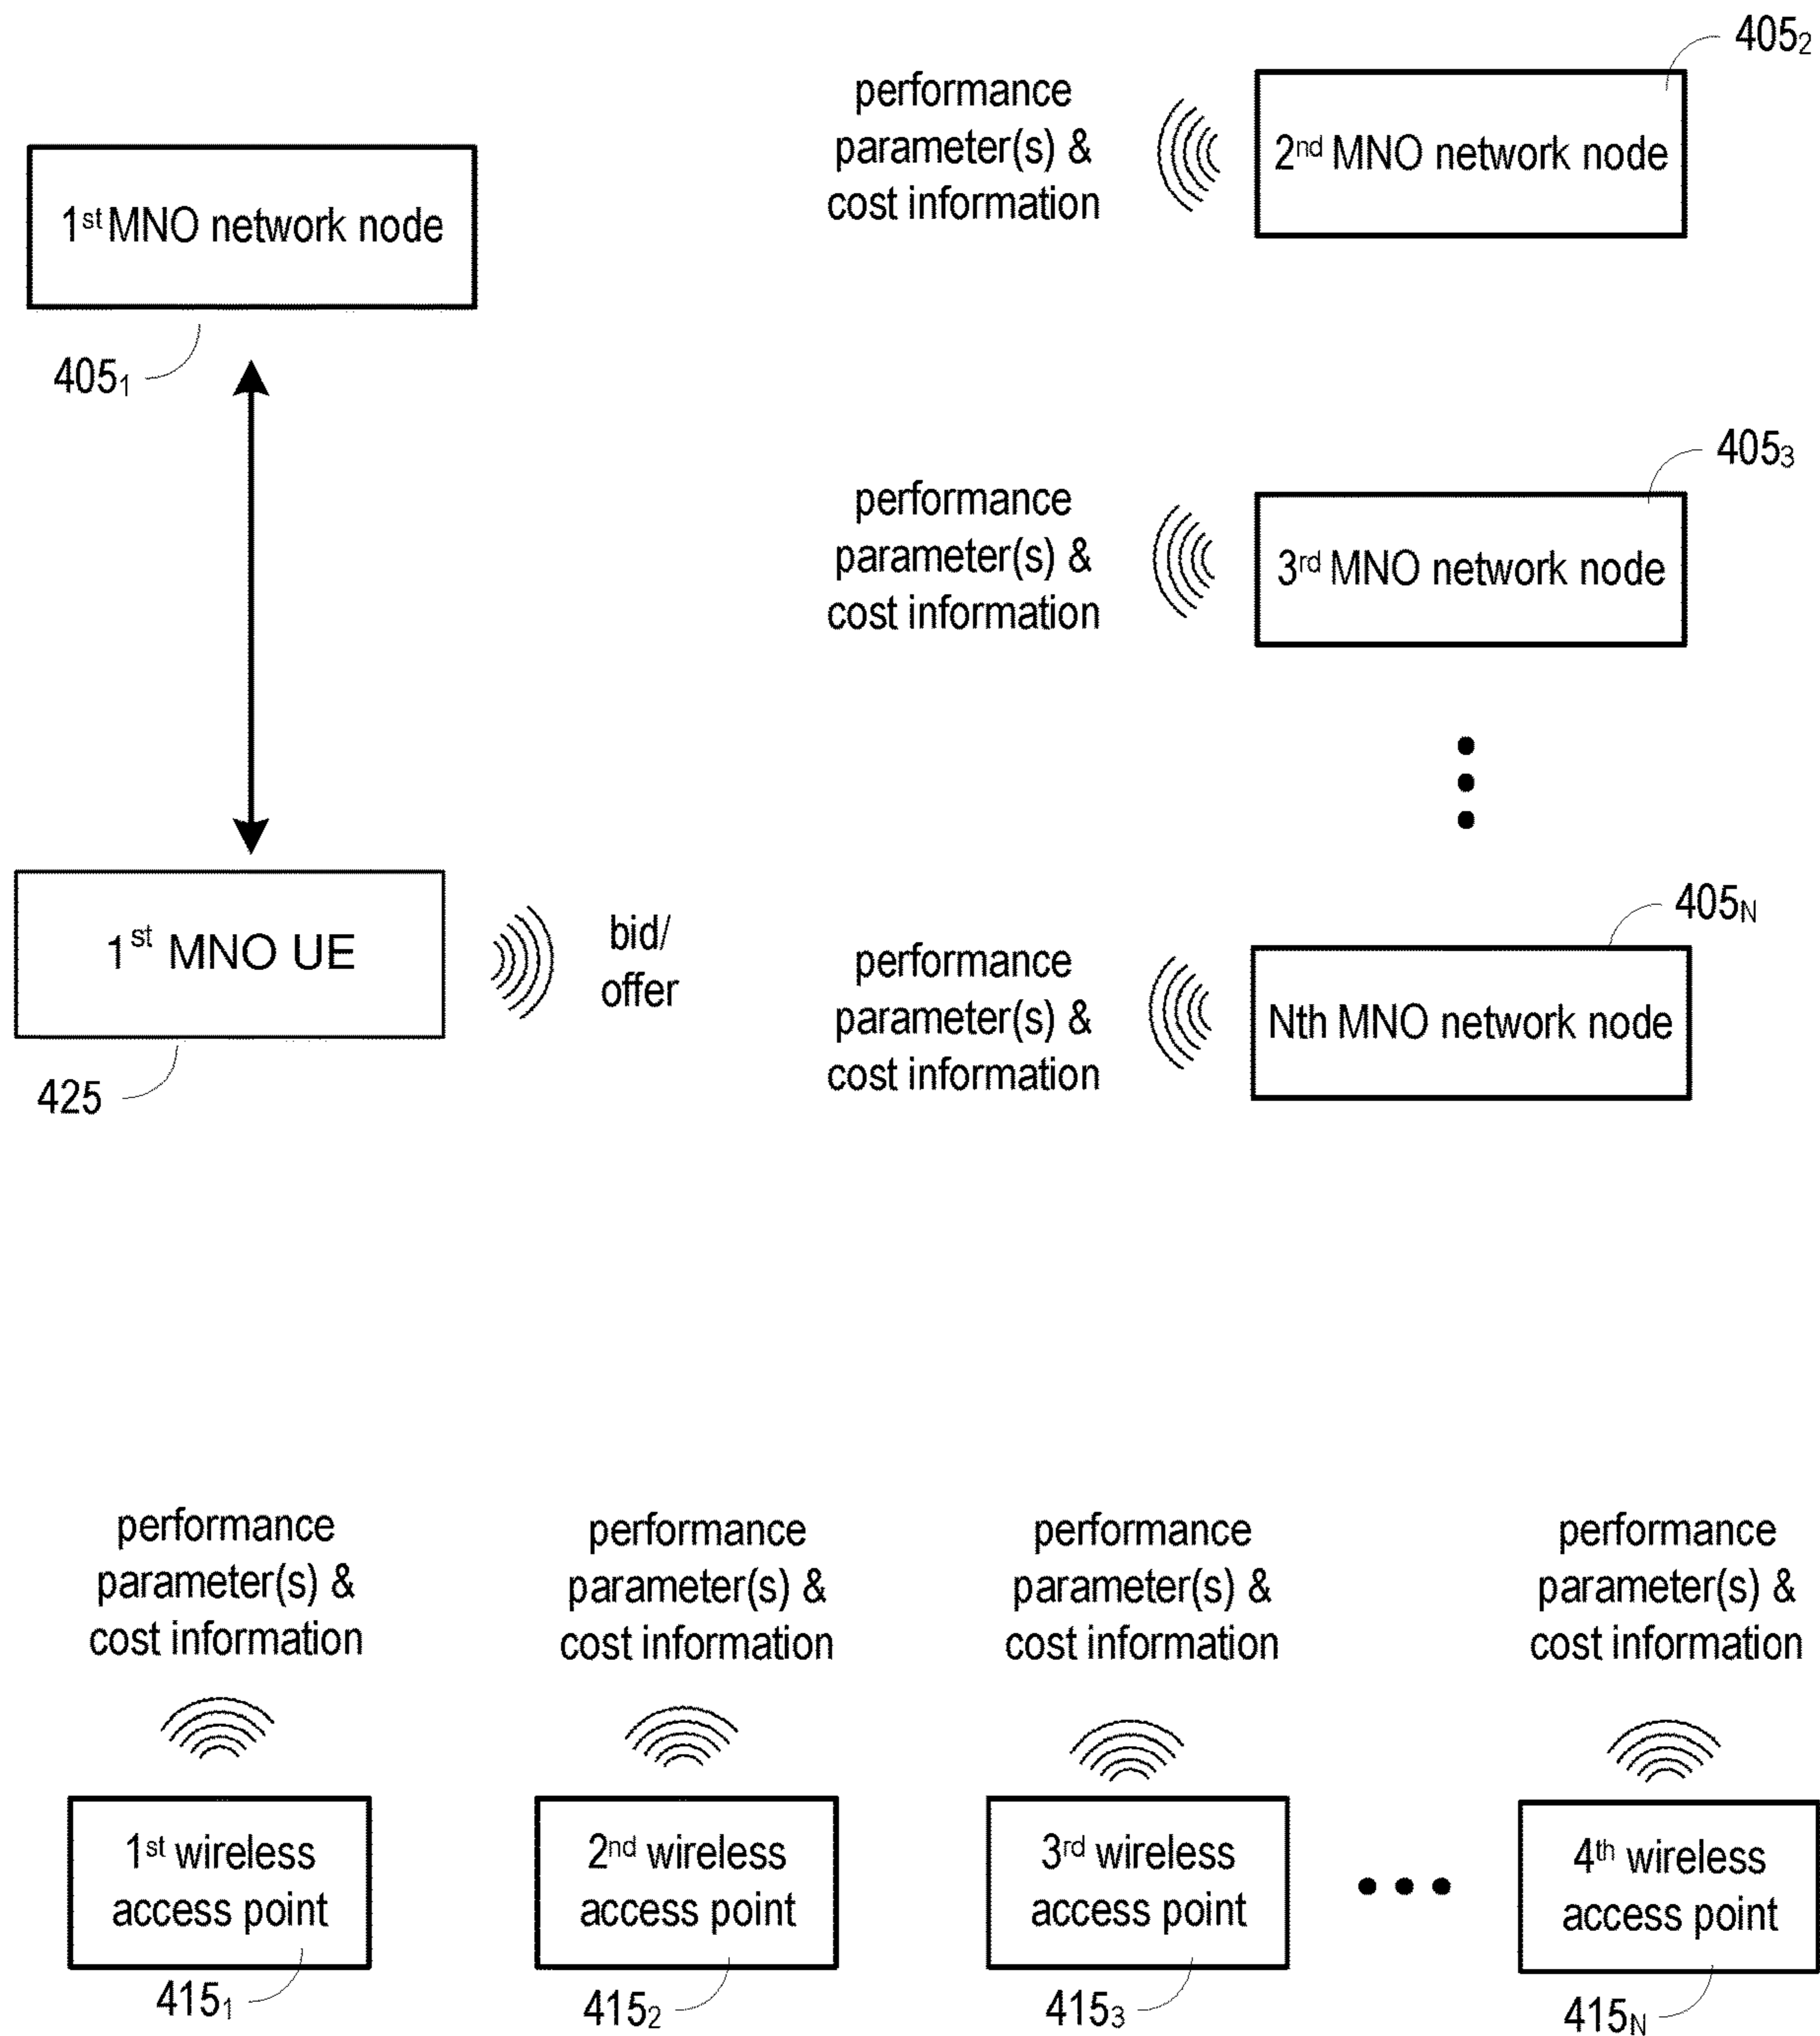 405₂
performance
parameter(s) &
cost information
2nd MNO network node
1st MNO network node
405₁
405₃
performance
parameter(s) &
cost information
3rd MNO network node
405N
1st MNO UE
bid/
offer
performance
parameter(s) &
cost information
Nth MNO network node
425
performance
parameter(s) &
cost information
performance
parameter(s) &
cost information
performance
parameter(s) &
cost information
performance
parameter(s) &
cost information
1st wireless
access point
2nd wireless
access point
3rd wireless
access point
4th wireless
access point
415₁
415₂
415₃
415N